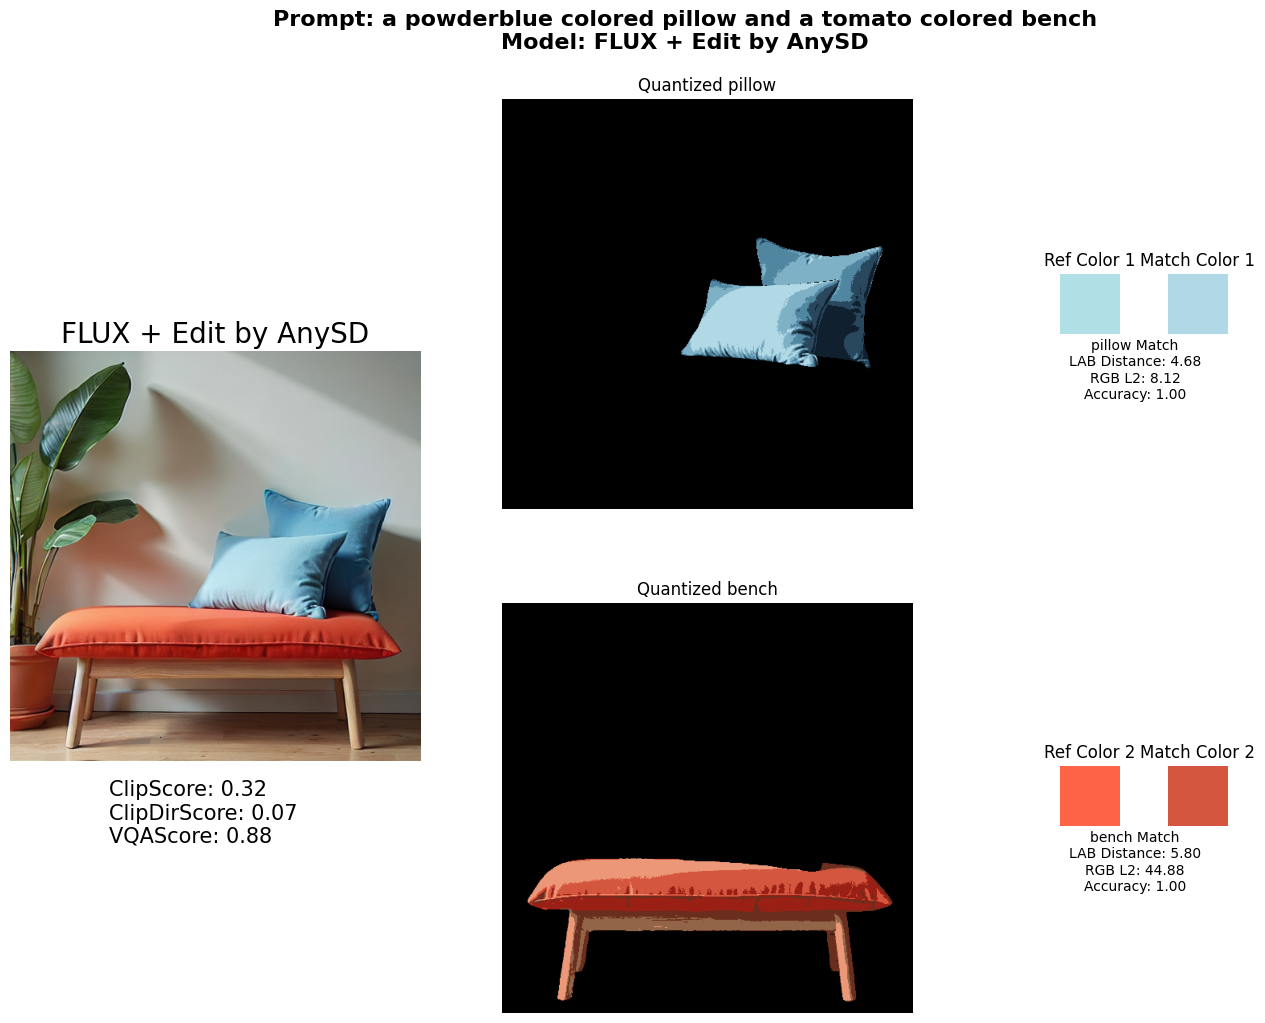 Prompt: a powderblue colored pillow and a tomato colored bench
Model: FLUX + Edit by AnySD
Quantized pillow
Ref Color 1 Match Color 1
pillow Match
LAB Distance: 4.68
RGB L2: 8.12
Accuracy: 1.00
FLUX + Edit by AnySD
ClipScore: 0.32
ClipDirScore: 0.07
VQAScore: 0.88
Quantized bench
Ref Color 2 Match Color 2
bench Match
LAB Distance: 5.80
RGB L2: 44.88
Accuracy: 1.00